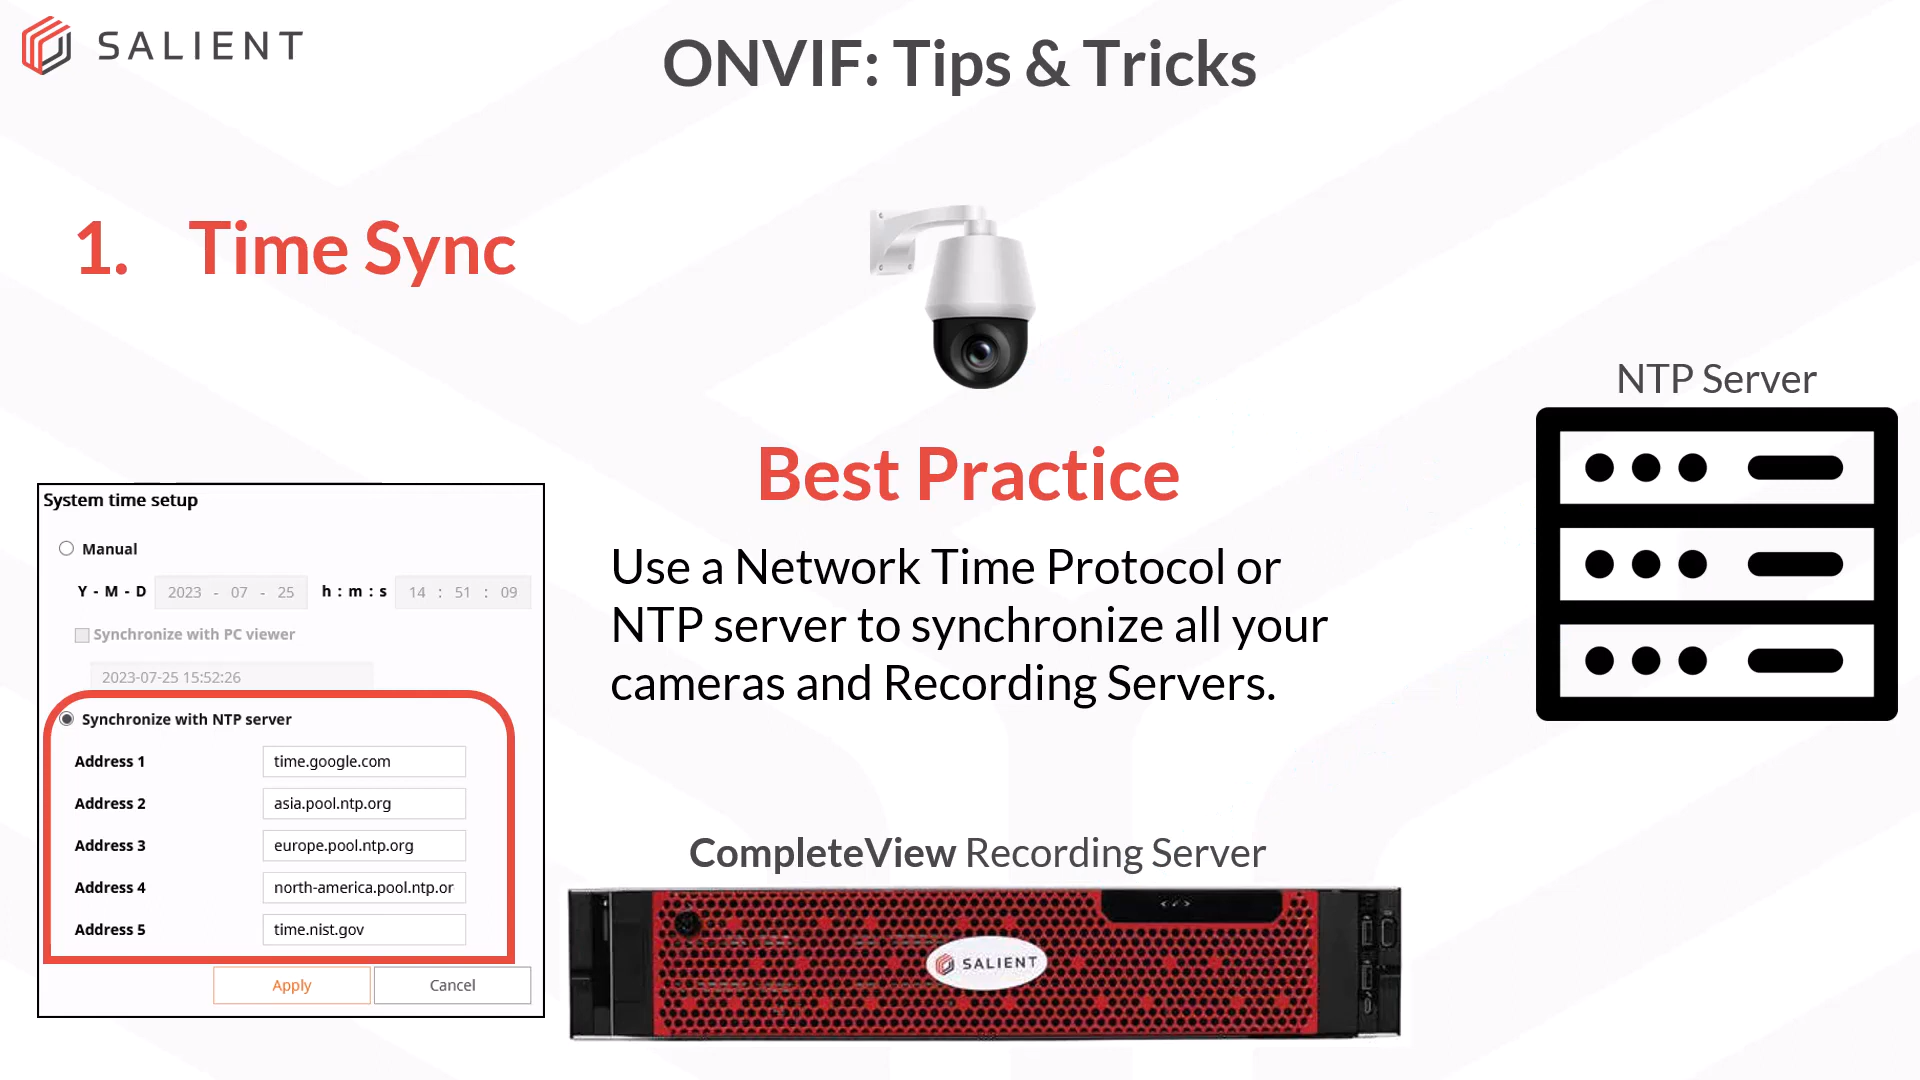 SALIENT
ONVIF: Tips & Tricks
1. Time Sync
NTP Server
Best Practice
Use a Network Time Protocol or
NTP server to synchronize all your
cameras and Recording Servers.
System time setup
Manual
Y - M - D 2023 - 07 - 25 h : m : s 14 : 51 : 09
Synchronize with PC viewer
2023-07-25 15:52:26
Synchronize with NTP server
Address 1 time.google.com
Address 2 asia.pool.ntp.org
Address 3 europe.pool.ntp.org
Address 4 north-america.pool.ntp.or
Address 5 time.nist.gov
Apply Cancel
CompleteView Recording Server
SALIENT